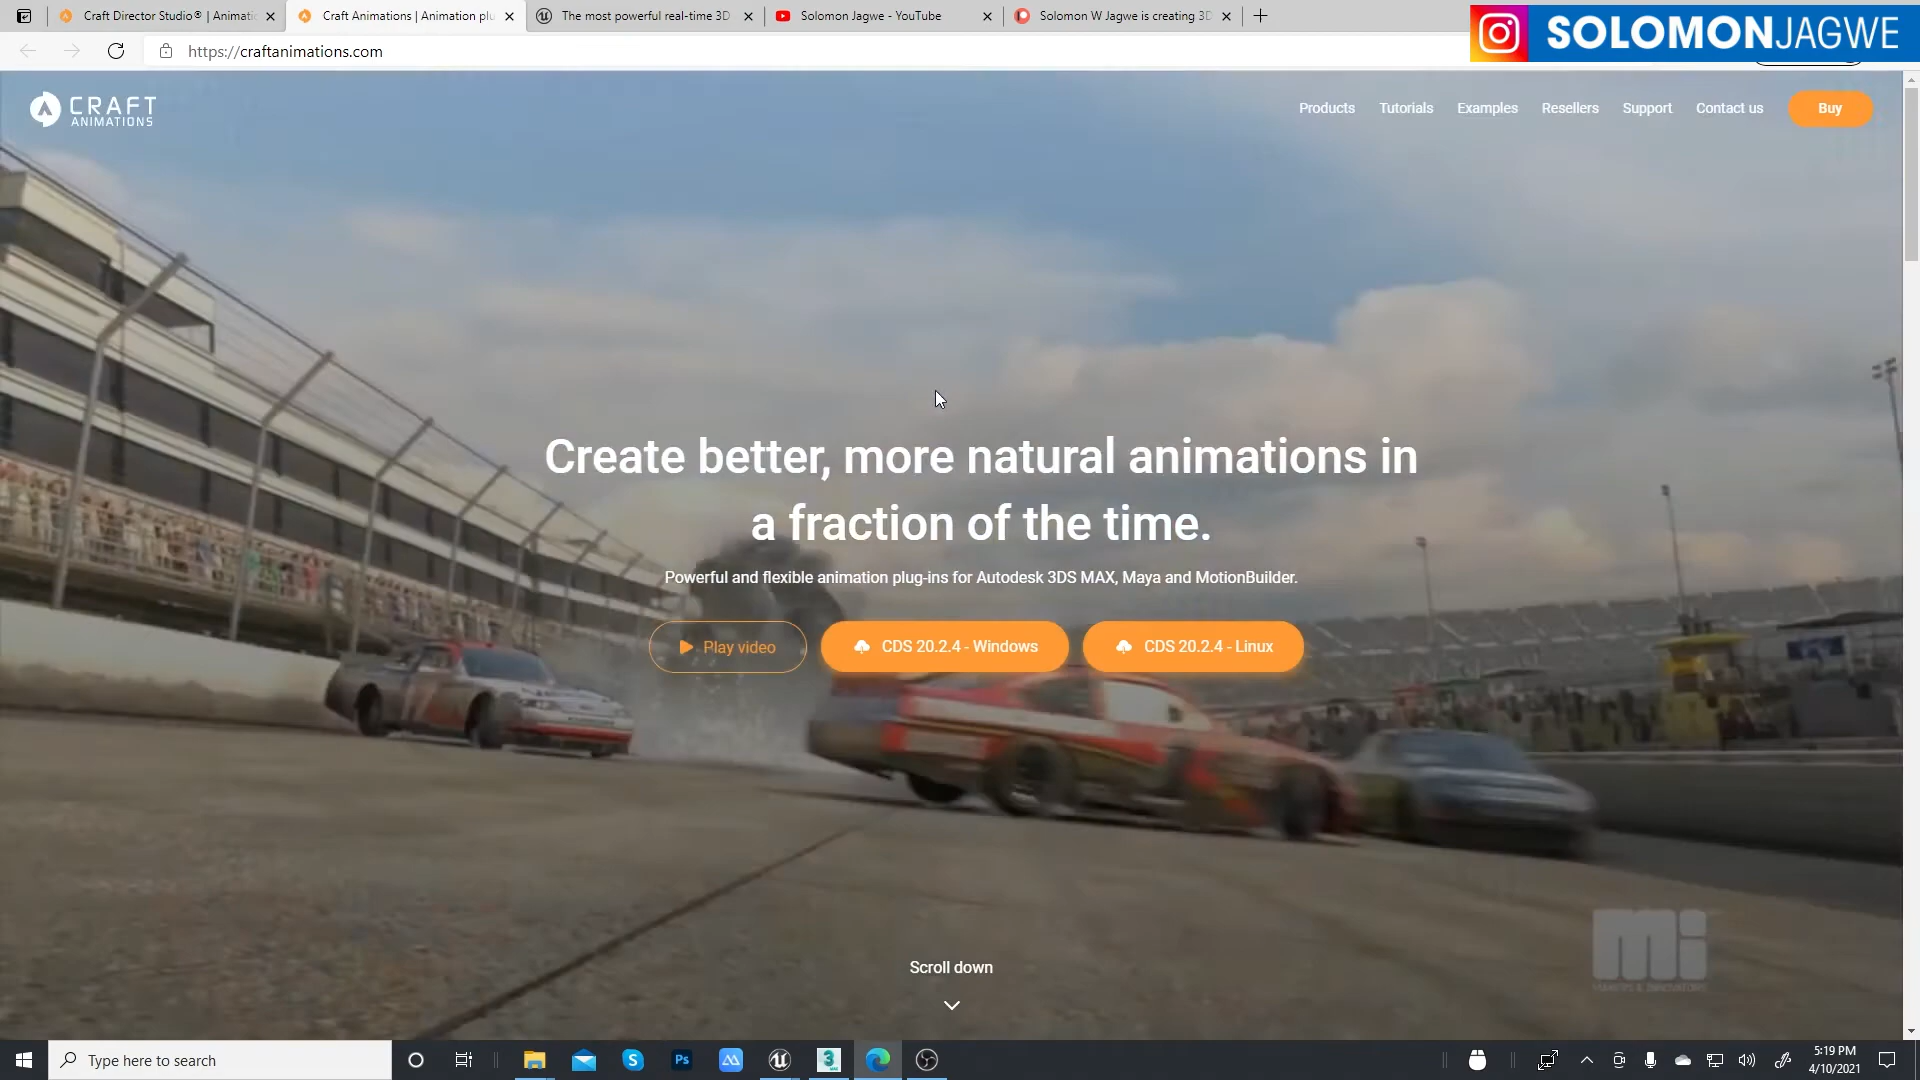 Craft Director Studio® | Animatic
Craft Animations | Animation plu
The most powerful real-time 3D
Solomon Jagwe - YouTube
Solomon W Jagwe is creating 3D
SOLOMONJAGWE
https://craftanimations.com
CRAFT
ANIMATIONS
Products
Tutorials
Examples
Resellers
Support
Contact us
Buy
Create better, more natural animations in
a fraction of the time.
Powerful and flexible animation plug-ins for Autodesk 3DS MAX, Maya and MotionBuilder.
Play video
CDS 20.2.4 - Windows
CDS 20.2.4 - Linux
Scroll down
mi
Type here to search
Ps
3
5:19 PM
4/10/2021